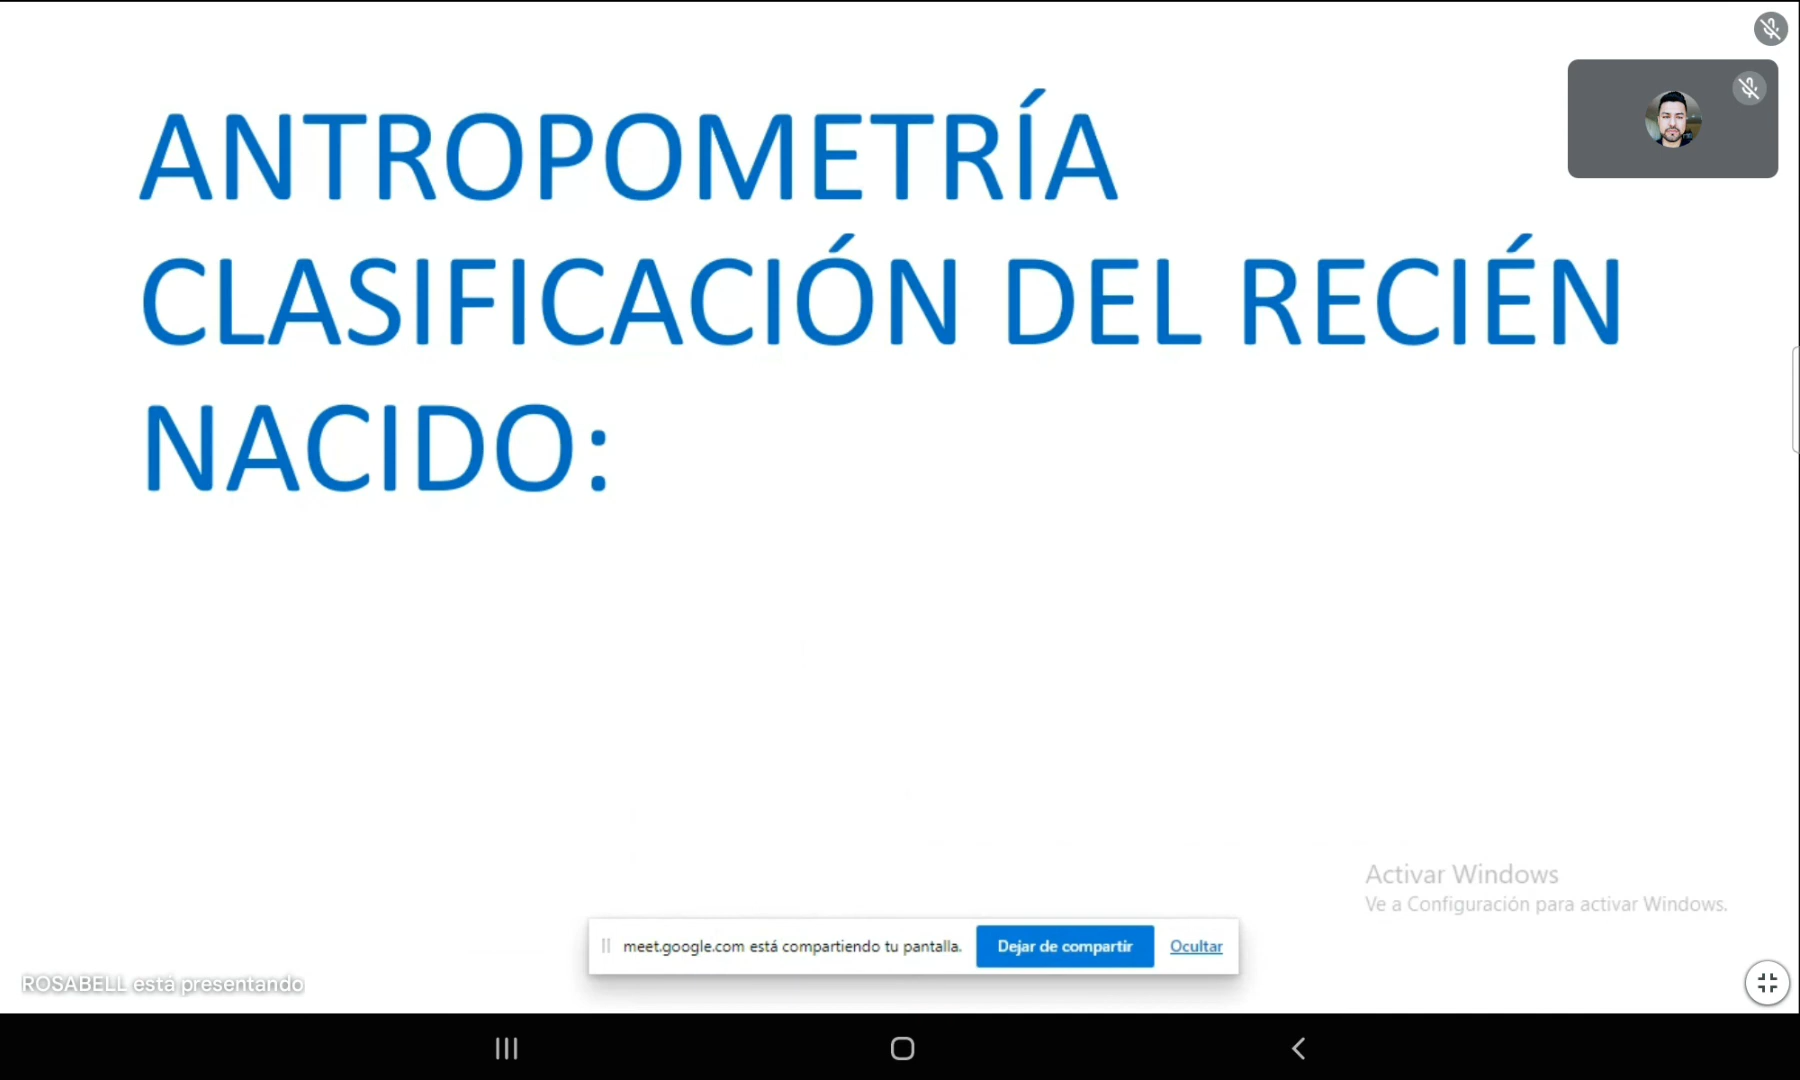 ANTROPOMETRÍA
CLASIFICACIÓN DEL RECIÉN
NACIDO:
Activar Windows
Ve a Configuración para activar Windows.
meet.google.com está compartiendo tu pantalla. Dejar de compartir Ocultar
ROSABELL está presentando